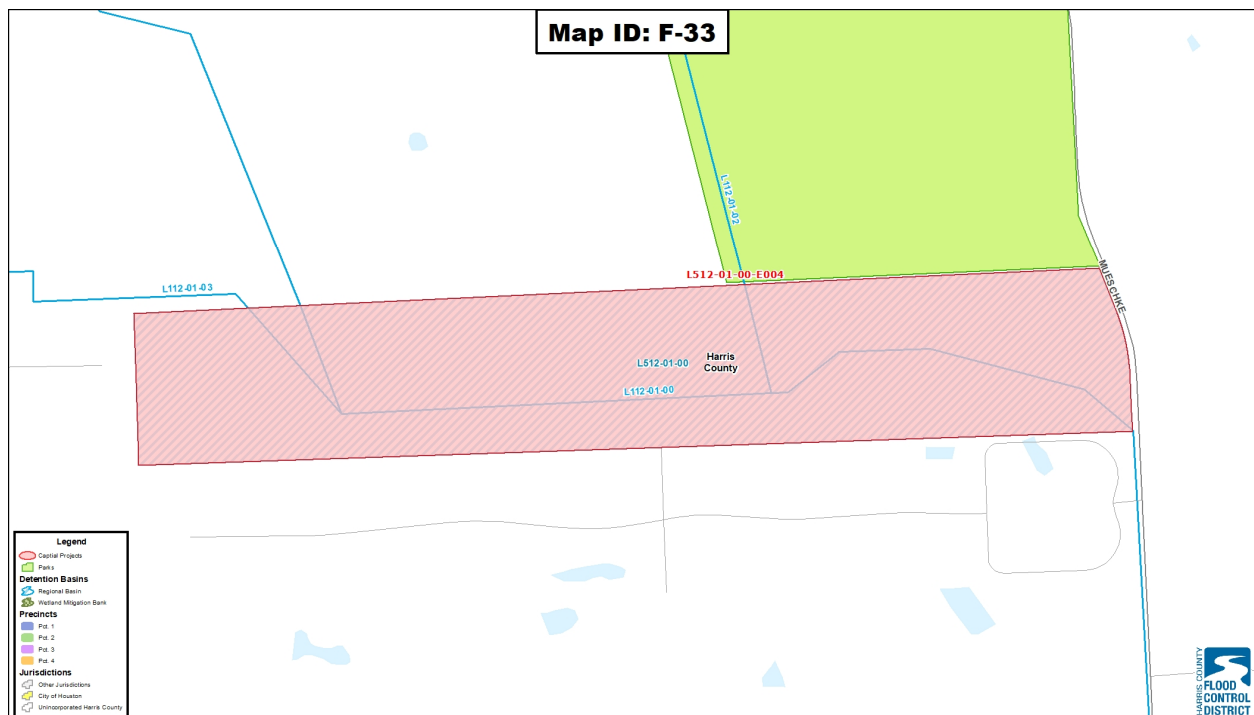 Map ID: F-33
L112-01-02
L512-01-00-E004
MUESCHKE
L112-01-03
L512-01-00
Harris
County
L112-01-00
Legend
Captial Projects
Parks
Detention Basins
Regional Basin
Wetland Mitigation Bank
Precincts
Pct. 1
Pct. 2
Pct. 3
Pct. 4
Jurisdictions
Other Jurisdictions
City of Houston
Unincorporated Harris County
HARRIS COUNTY
FLOOD
CONTROL
DISTRICT